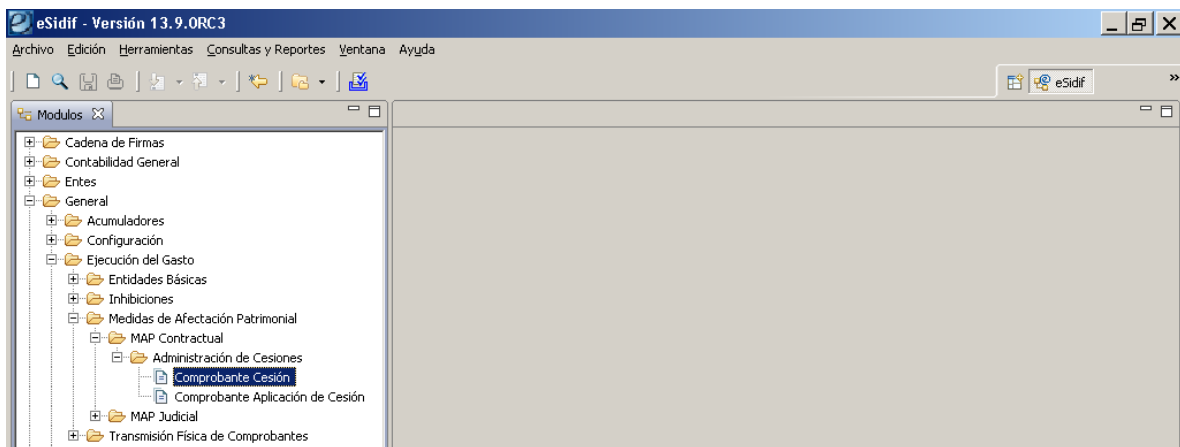 eSidif - Versión 13.9.0RC3
Archivo Edición Herramientas Consultas y Reportes Ventana Ayuda
eSidif
Modulos
Cadena de Firmas
Contabilidad General
Entes
General
Acumuladores
Configuración
Ejecución del Gasto
Entidades Básicas
Inhibiciones
Medidas de Afectación Patrimonial
MAP Contractual
Administración de Cesiones
Comprobante Cesión
Comprobante Aplicación de Cesión
MAP Judicial
Transmisión Física de Comprobantes